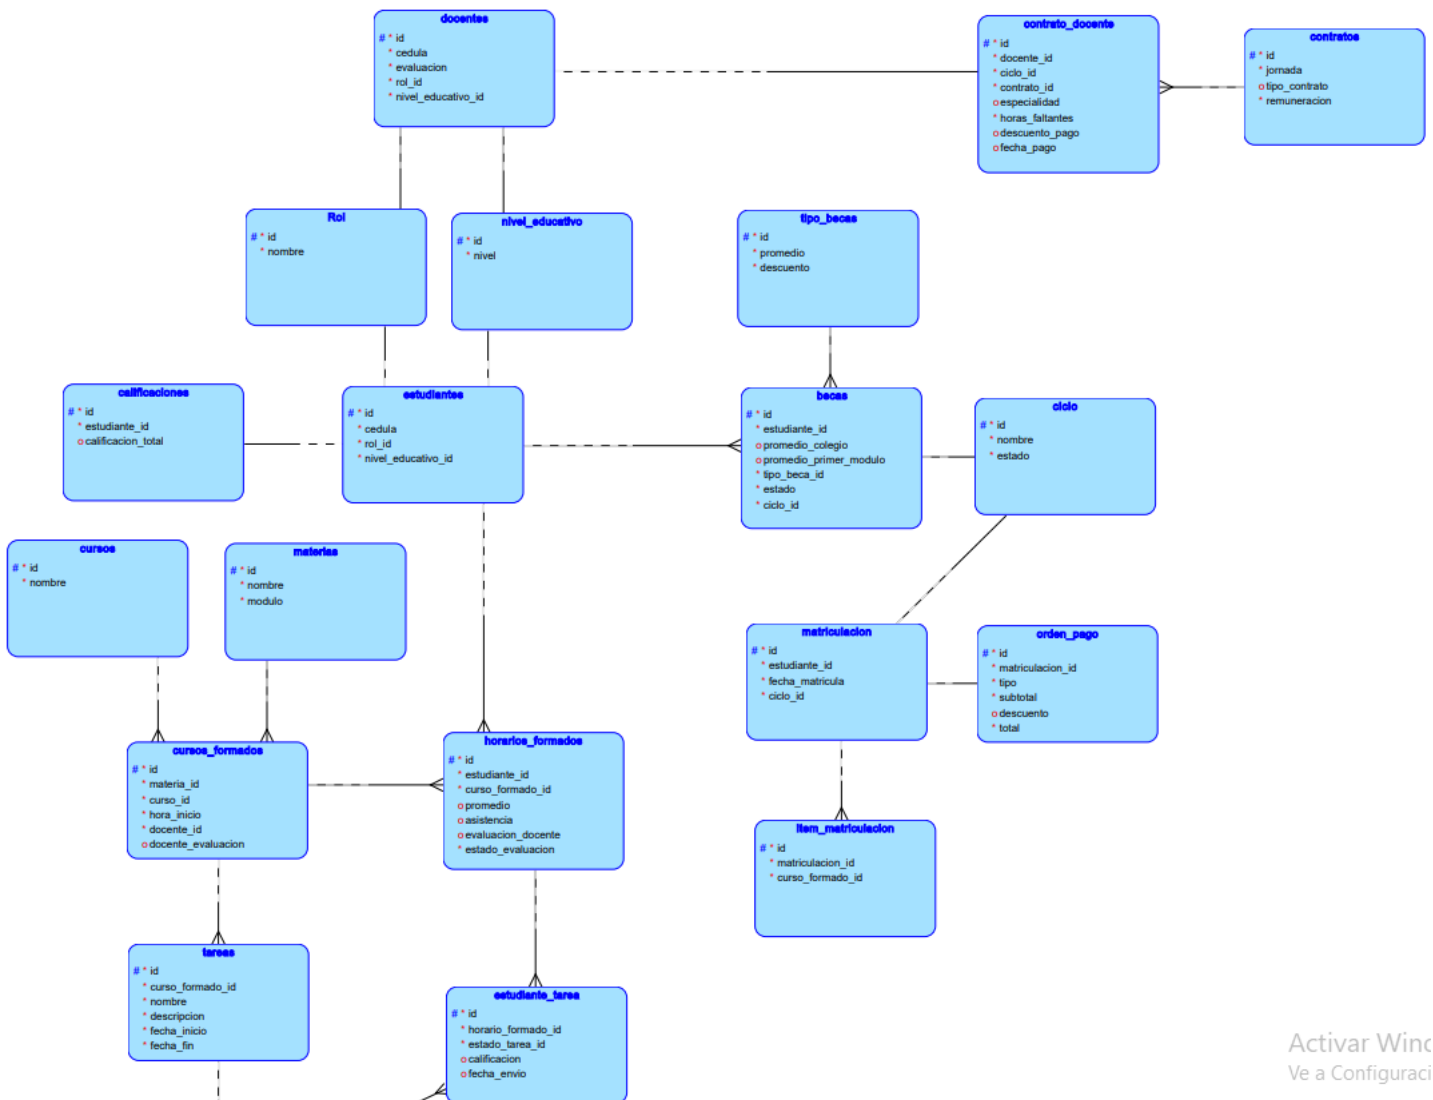 docentes
# * id
* cedula
* evaluacion
* rol_id
* nivel_educativo_id
contrato_docente
# * id
* docente_id
* ciclo_id
* contrato_id
o especialidad
* horas_faltantes
o descuento_pago
o fecha_pago
contratos
# * id
* jornada
o tipo_contrato
* remuneracion
Rol
# * id
* nombre
nivel_educativo
# * id
* nivel
tipo_becas
# * id
* promedio
* descuento
calificaciones
# * id
* estudiante_id
o calificacion_total
estudiantes
# * id
* cedula
* rol_id
* nivel_educativo_id
becas
# * id
* estudiante_id
o promedio_colegio
o promedio_primer_modulo
* tipo_beca_id
* estado
* ciclo_id
ciclo
# * id
* nombre
* estado
cursos
# * id
* nombre
materias
# * id
* nombre
* modulo
matriculacion
# * id
* estudiante_id
* fecha_matricula
* ciclo_id
orden_pago
# * id
* matriculacion_id
* tipo
* subtotal
o descuento
* total
cursos_formados
# * id
* materia_id
* curso_id
* hora_inicio
* docente_id
o docente_evaluacion
horarios_formados
# * id
* estudiante_id
* curso_formado_id
o promedio
o asistencia
o evaluacion_docente
* estado_evaluacion
item_matriculacion
# * id
* matriculacion_id
* curso_formado_id
tareas
# * id
* curso_formado_id
* nombre
* descripcion
* fecha_inicio
* fecha_fin
estudiante_tarea
# * id
* horario_formado_id
* estado_tarea_id
o calificacion
o fecha_envio
Activar Winc
Ve a Configuraci